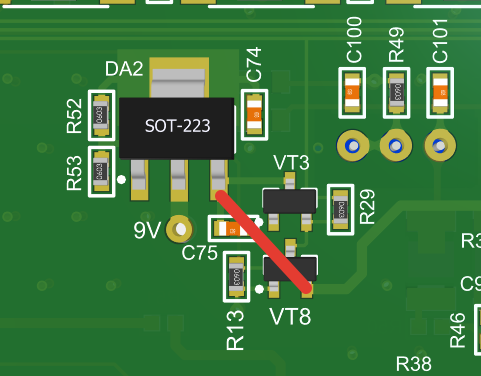 C100
R49
C101
C74
DA2
R52
SOT-223
R53
VT3
R29
9V
C75
R13
VT8
R46
R38